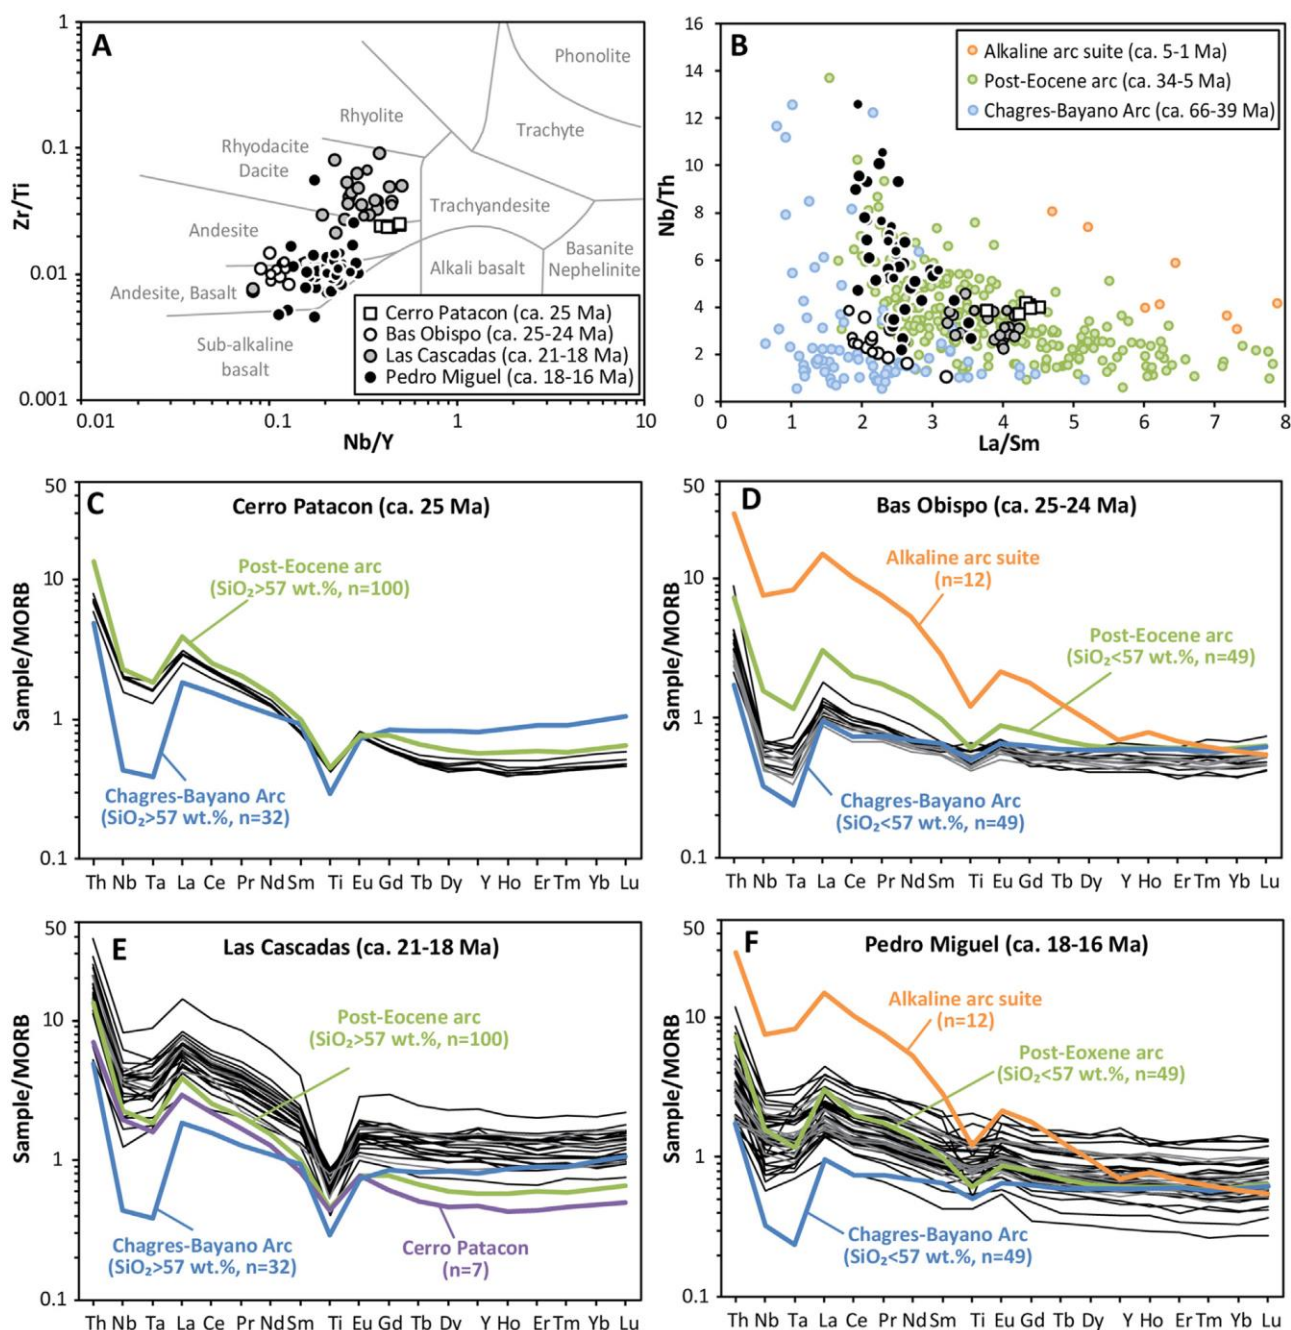 A
Zr/Ti
1
0.1
0.01
0.001
Phonolite
Rhyolite
Trachyte
Rhyodacite
Dacite
Trachyandesite
Andesite
Basanite
Nephelinite
Alkali basalt
Andesite, Basalt
Sub-alkaline
basalt
Cerro Patacon (ca. 25 Ma)
Bas Obispo (ca. 25-24 Ma)
Las Cascadas (ca. 21-18 Ma)
Pedro Miguel (ca. 18-16 Ma)
0.01 0.1 1 10
Nb/Y
B
Nb/Th
16
14
12
10
8
6
4
2
0
Alkaline arc suite (ca. 5-1 Ma)
Post-Eocene arc (ca. 34-5 Ma)
Chagres-Bayano Arc (ca. 66-39 Ma)
0 1 2 3 4 5 6 7 8
La/Sm
C
Cerro Patacon (ca. 25 Ma)
Sample/MORB
50
10
1
0.1
Post-Eocene arc
(SiO₂>57 wt.%, n=100)
Chagres-Bayano Arc
(SiO₂>57 wt.%, n=32)
Th Nb Ta La Ce Pr Nd Sm Ti Eu Gd Tb Dy Y Ho Er Tm Yb Lu
D
Bas Obispo (ca. 25-24 Ma)
Sample/MORB
50
10
1
0.1
Alkaline arc suite
(n=12)
Post-Eocene arc
(SiO₂<57 wt.%, n=49)
Chagres-Bayano Arc
(SiO₂<57 wt.%, n=49)
Th Nb Ta La Ce Pr Nd Sm Ti Eu Gd Tb Dy Y Ho Er Tm Yb Lu
E
Las Cascadas (ca. 21-18 Ma)
Sample/MORB
50
10
1
0.1
Post-Eocene arc
(SiO₂>57 wt.%, n=100)
Chagres-Bayano Arc
(SiO₂>57 wt.%, n=32)
Cerro Patacon
(n=7)
Th Nb Ta La Ce Pr Nd Sm Ti Eu Gd Tb Dy Y Ho Er Tm Yb Lu
F
Pedro Miguel (ca. 18-16 Ma)
Sample/MORB
50
10
1
0.1
Alkaline arc suite
(n=12)
Post-Eoxene arc
(SiO₂<57 wt.%, n=49)
Chagres-Bayano Arc
(SiO₂<57 wt.%, n=49)
Th Nb Ta La Ce Pr Nd Sm Ti Eu Gd Tb Dy Y Ho Er Tm Yb Lu